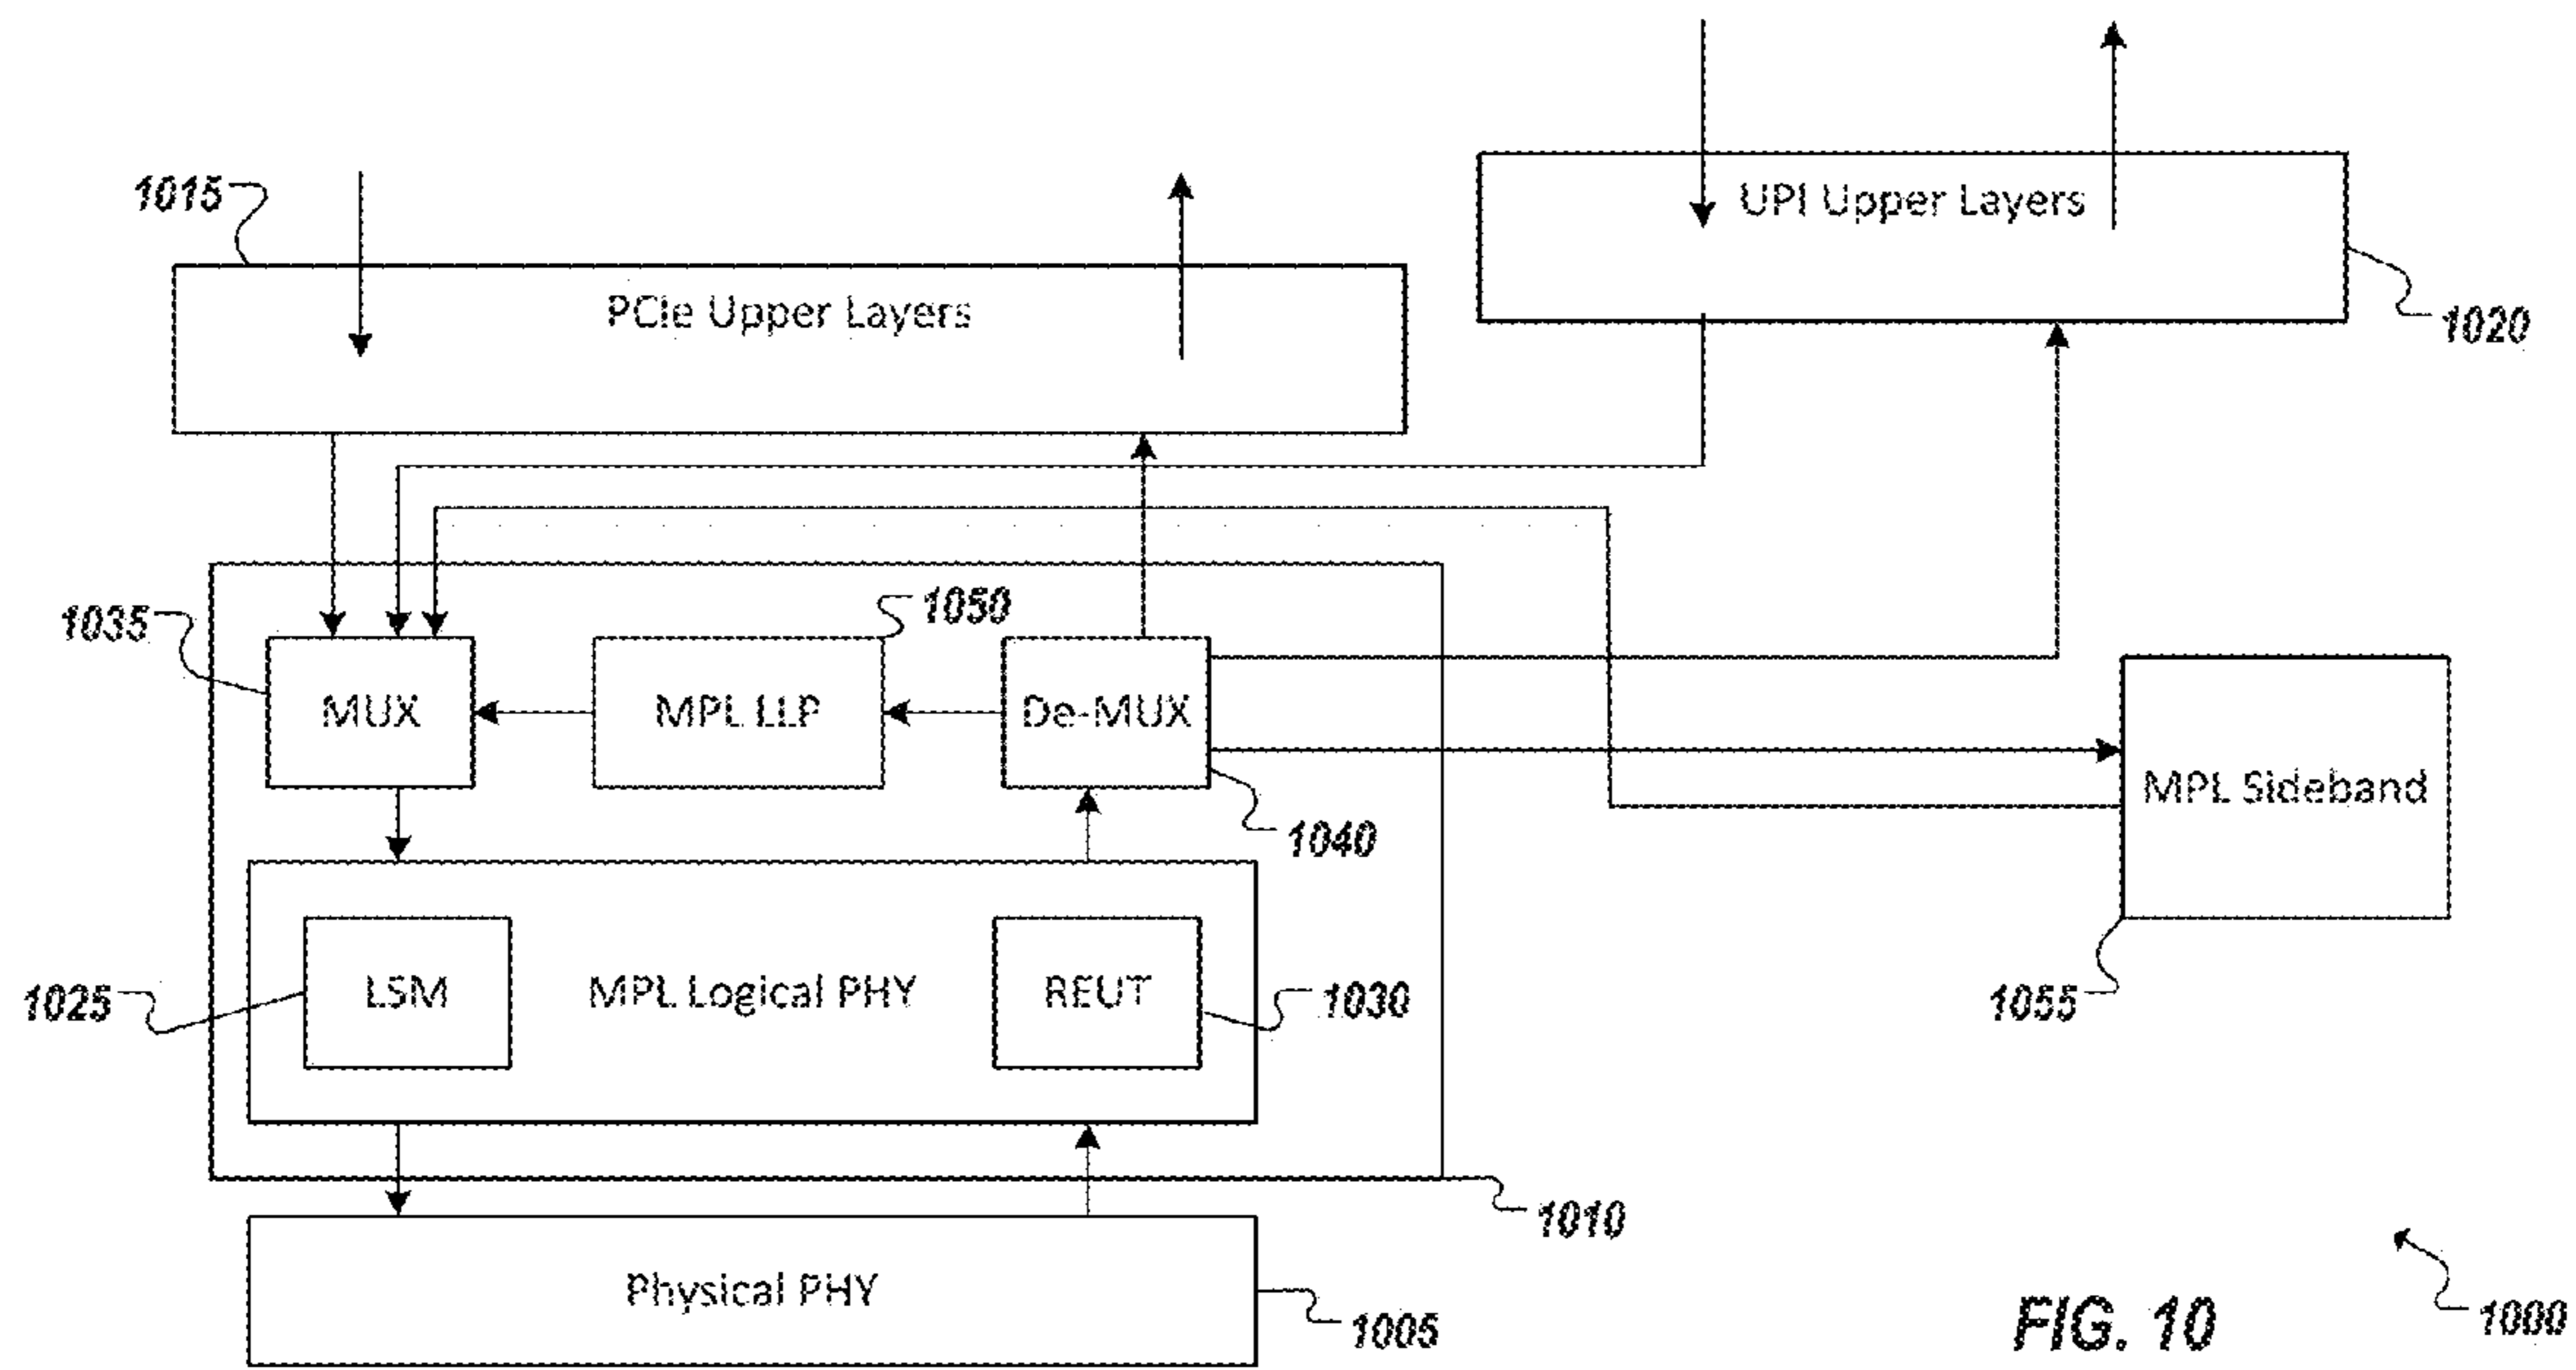 1015
UPI Upper Layers
PCIe Upper Layers
1020
1035
1050
MUX
MPL LLP
De-MUX
1040
MPL Sideband
1025
LSM
MPL Logical PHY
REUT
1030
1055
1010
Physical PHY
1005
FIG. 10
1000